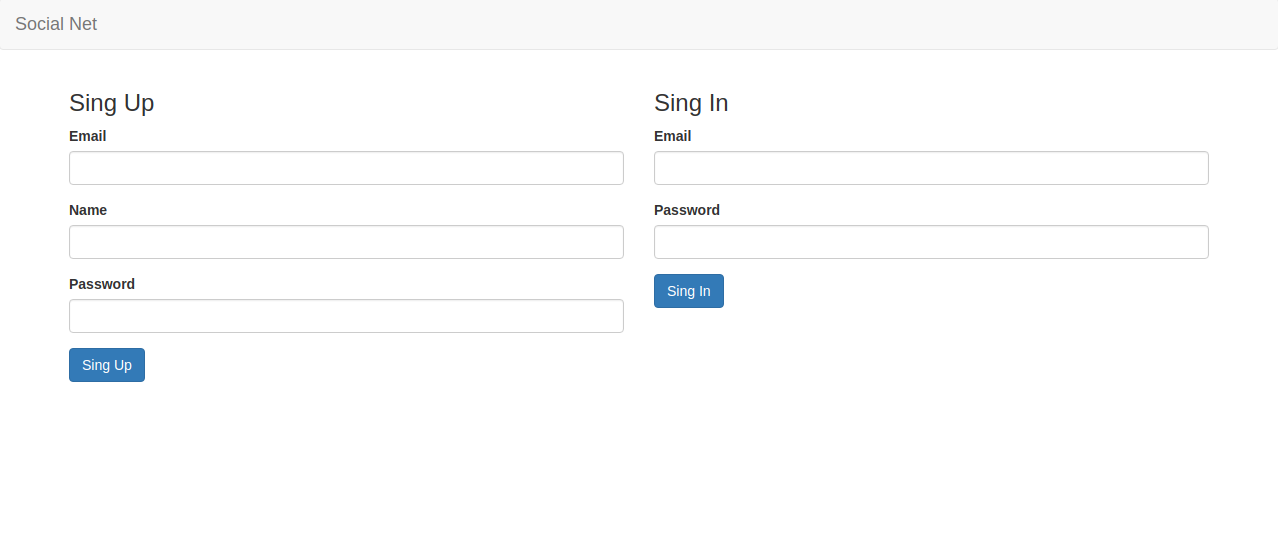 Social Net
Sing Up
Email
Name
Password
Sing Up
Sing In
Email
Password
Sing In